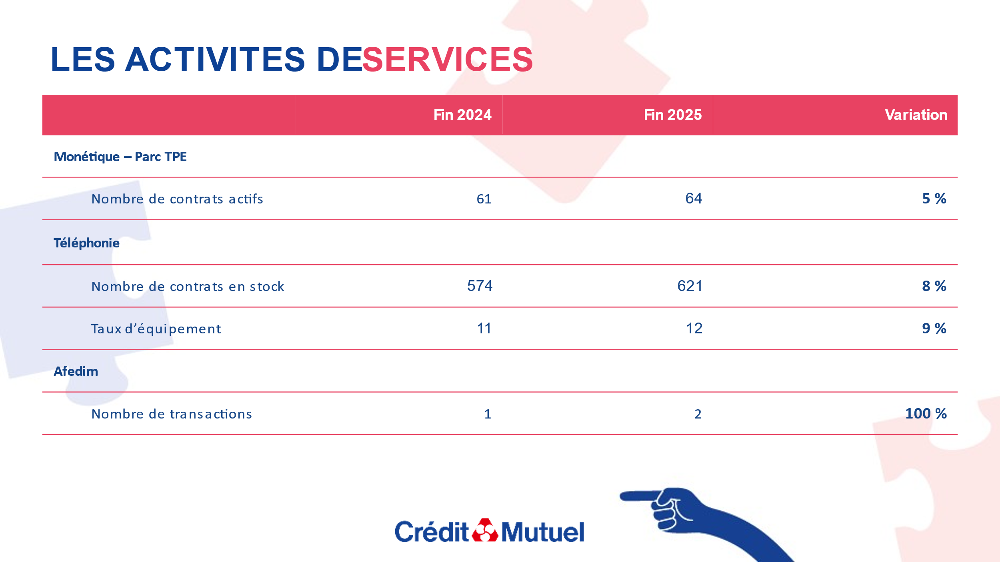 LES ACTIVITES DESERVICES
Fin 2024 Fin 2025 Variation
Monétique – Parc TPE
Nombre de contrats actifs 61 64 5 %
Téléphonie
Nombre de contrats en stock 574 621 8 %
Taux d’équipement 11 12 9 %
Afedim
Nombre de transactions 1 2 100 %
Crédit Mutuel